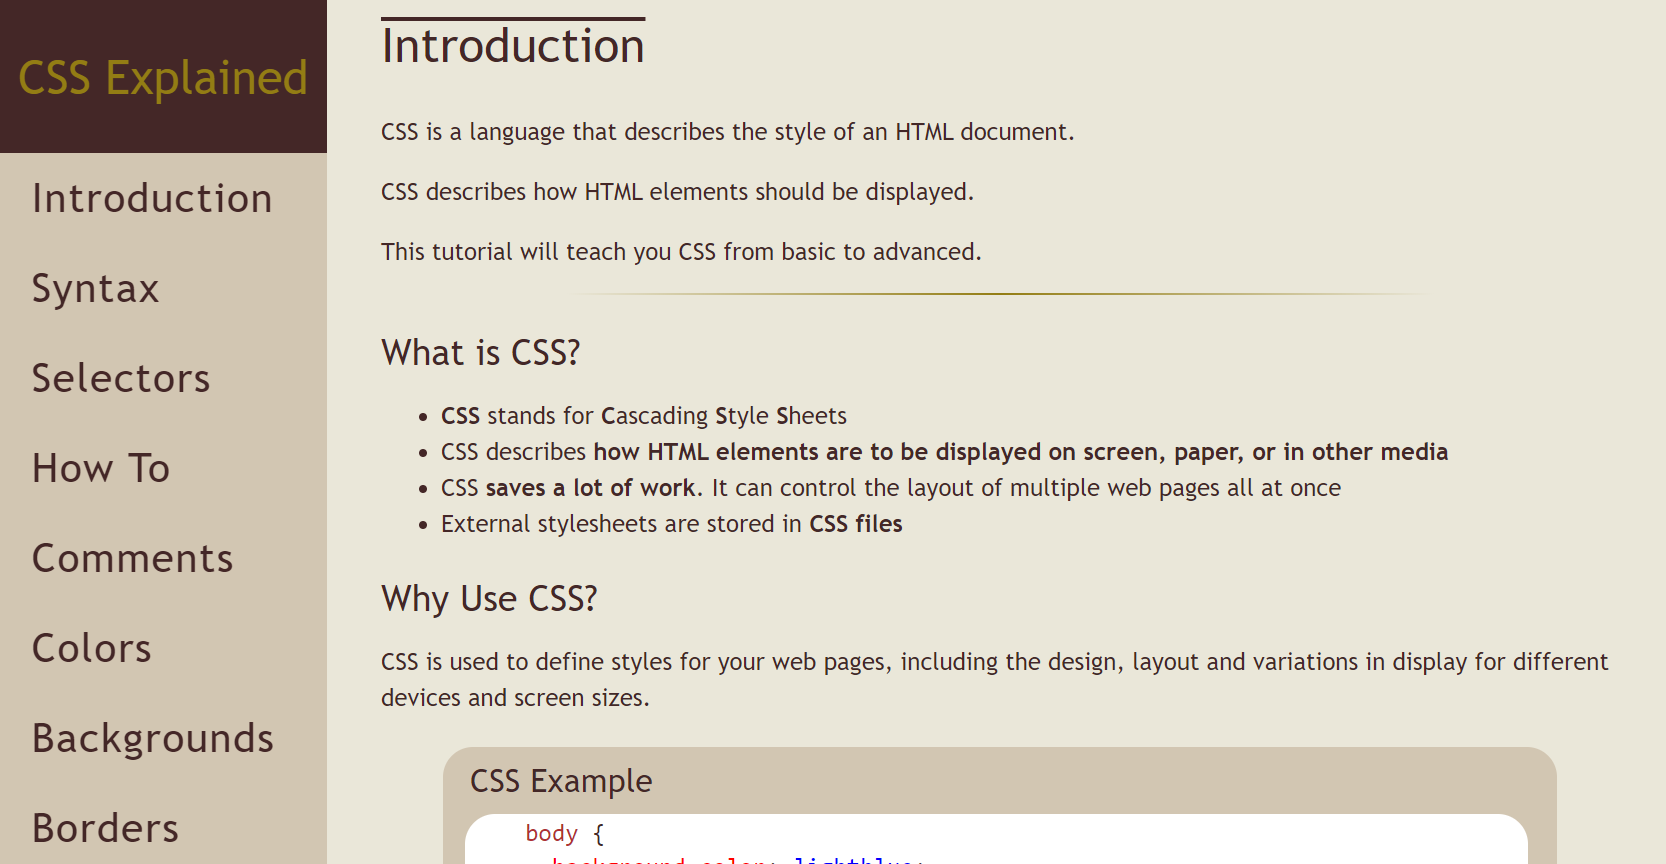 CSS Explained
Introduction
Syntax
Selectors
How To
Comments
Colors
Backgrounds
Borders
Introduction
CSS is a language that describes the style of an HTML document.
CSS describes how HTML elements should be displayed.
This tutorial will teach you CSS from basic to advanced.
What is CSS?
• CSS stands for Cascading Style Sheets
• CSS describes how HTML elements are to be displayed on screen, paper, or in other media
• CSS saves a lot of work. It can control the layout of multiple web pages all at once
• External stylesheets are stored in CSS files
Why Use CSS?
CSS is used to define styles for your web pages, including the design, layout and variations in display for different
devices and screen sizes.
CSS Example
body {
background-color: lightblue;